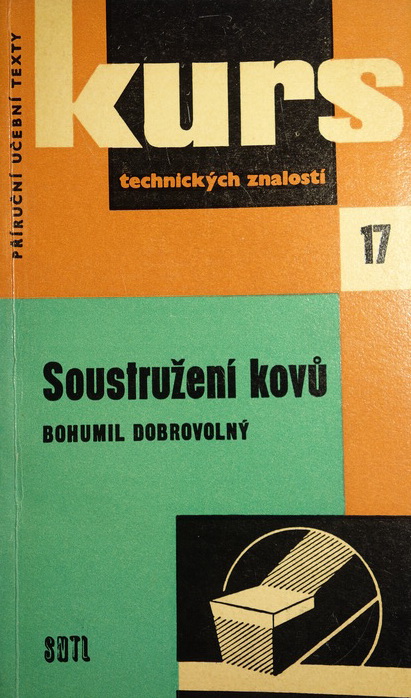 PŘÍRUČNÍ UČEBNÍ TEXTY
kurs
technických znalostí
17
Soustružení kovů
BOHUMIL DOBROVOLNÝ
SNTL